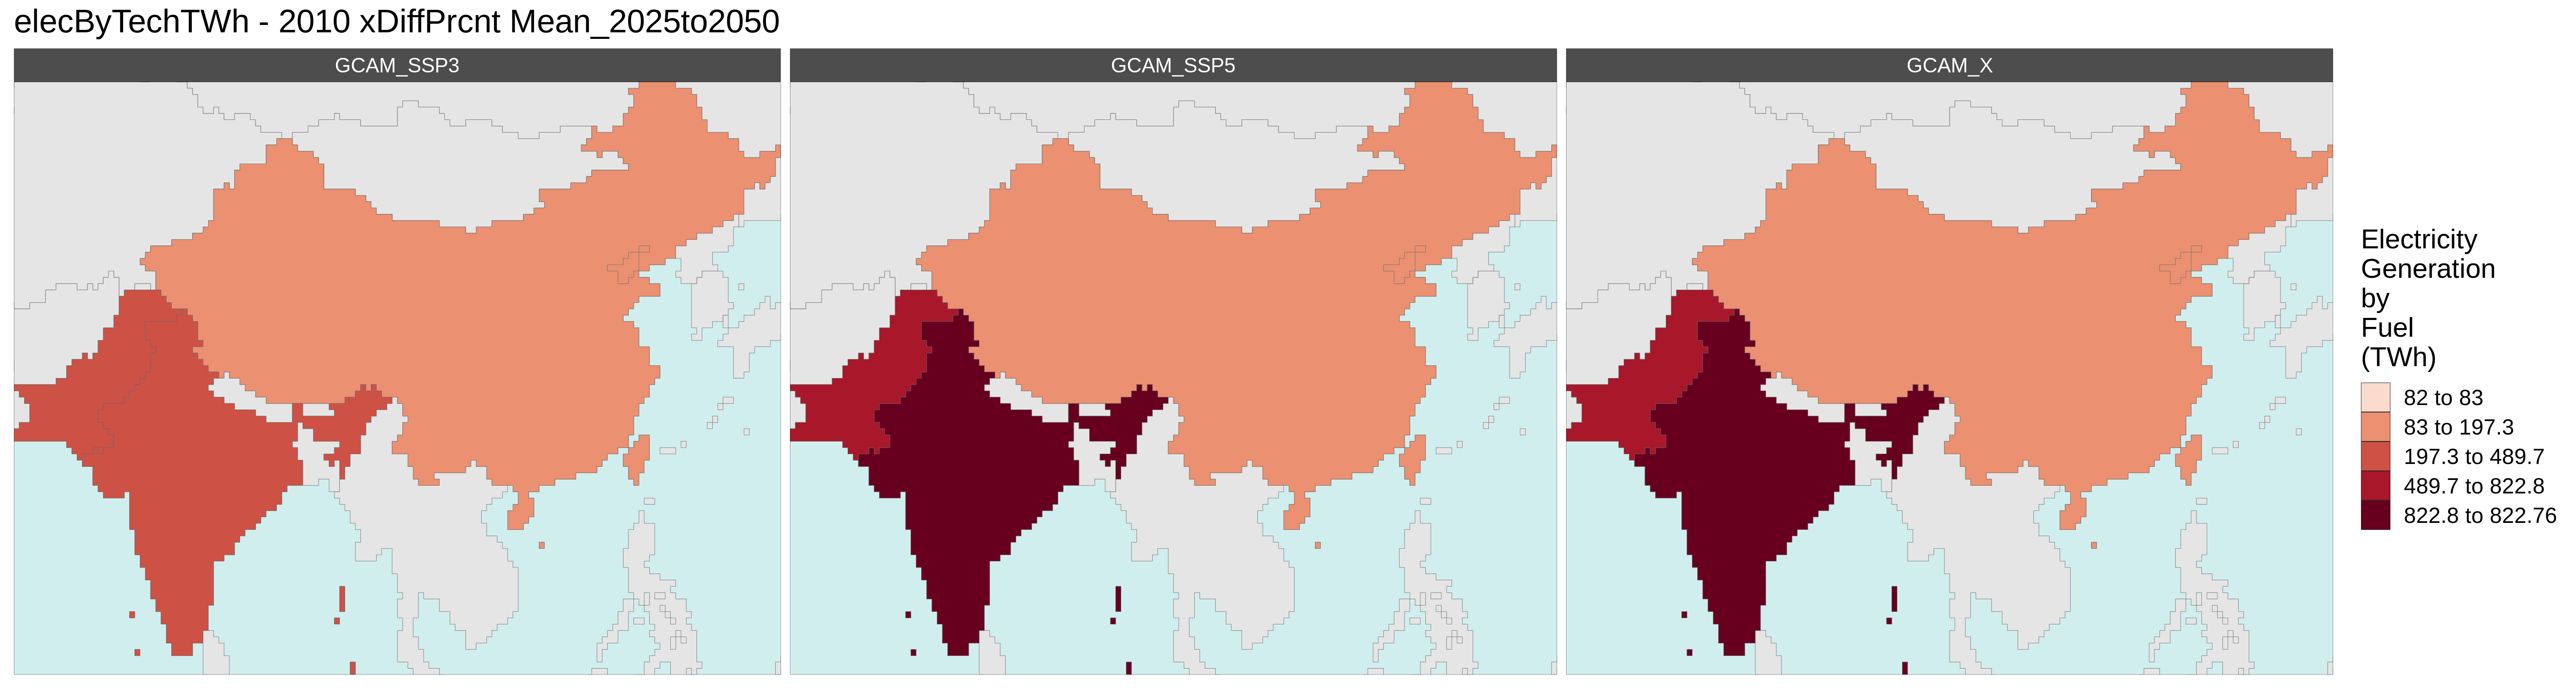 elecByTechTWh - 2010 xDiffPrcnt Mean_2025to2050
GCAM_SSP3
GCAM_SSP5
GCAM_X
Electricity
Generation
by
Fuel
(TWh)
82 to 83
83 to 197.3
197.3 to 489.7
489.7 to 822.8
822.8 to 822.76